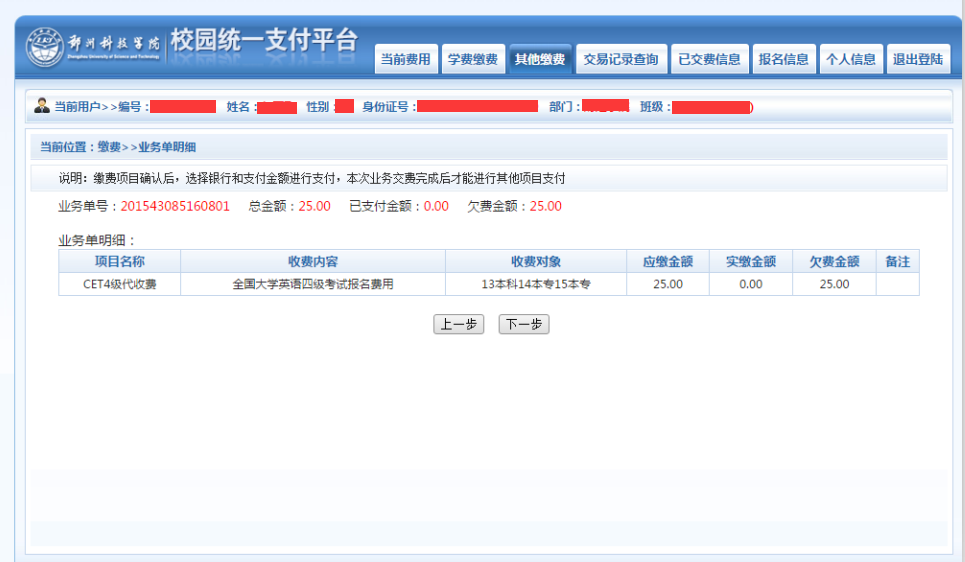 郑州科技学院 校园统一支付平台
Zhengzhou University of Science and Technology
当前费用 学费缴费 其他缴费 交易记录查询 已交费信息 报名信息 个人信息 退出登陆
当前用户>>编号： 姓名： 性别： 身份证号： 部门： 班级： )
当前位置：缴费>>业务单明细
说明：缴费项目确认后，选择银行和支付金额进行支付，本次业务交费完成后才能进行其他项目支付
业务单号：201543085160801 总金额：25.00 已支付金额：0.00 欠费金额：25.00
业务单明细：
项目名称 收费内容 收费对象 应缴金额 实缴金额 欠费金额 备注
CET4级代收费 全国大学英语四级考试报名费用 13本科14本专15本专 25.00 0.00 25.00
上一步 下一步